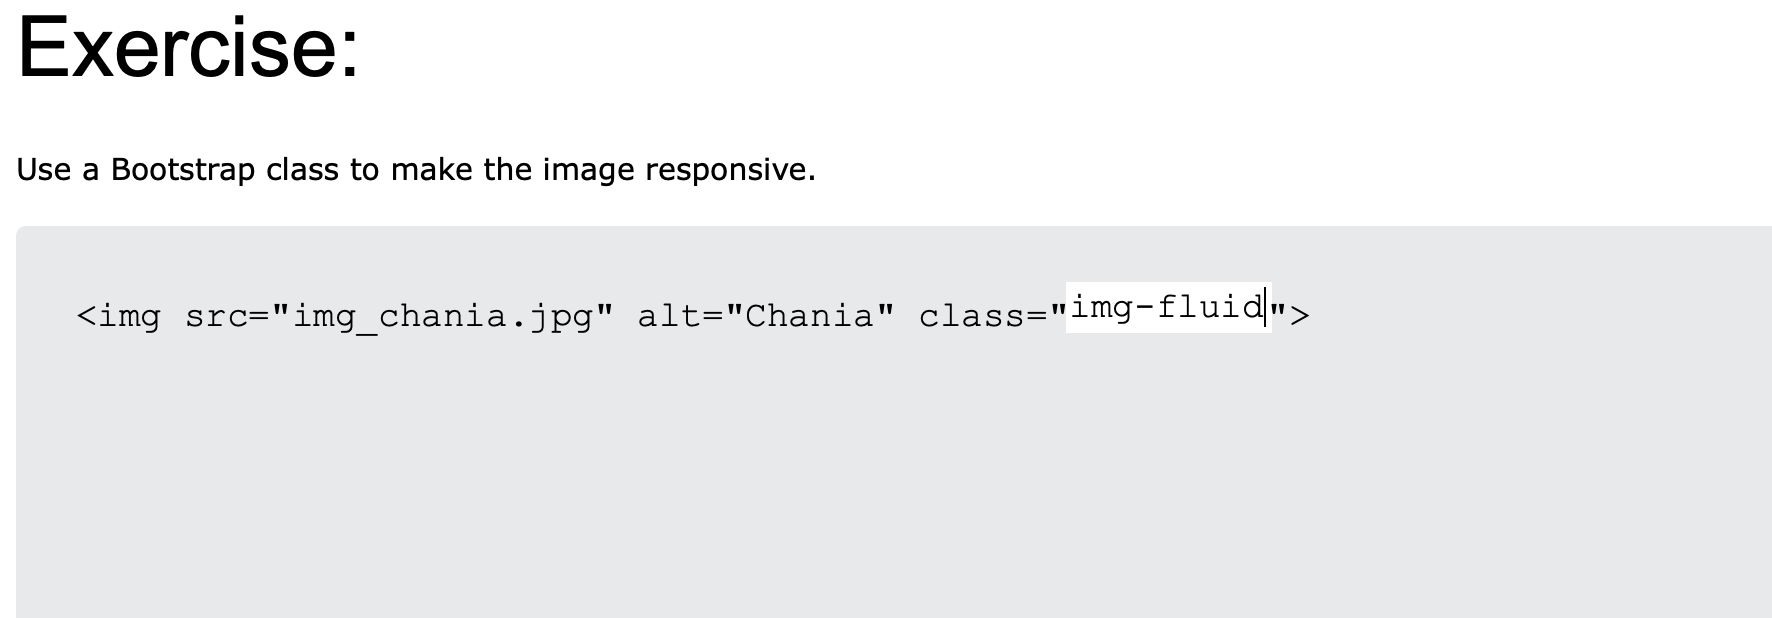 Exercise:
Use a Bootstrap class to make the image responsive.
<img src="img_chania.jpg" alt="Chania" class="img-fluid">